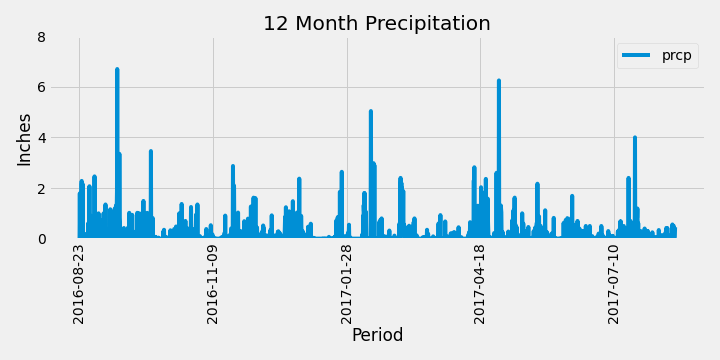 12 Month Precipitation
prcp
Inches
8
6
4
2
0
2016-08-23
2016-11-09
2017-01-28
2017-04-18
2017-07-10
Period